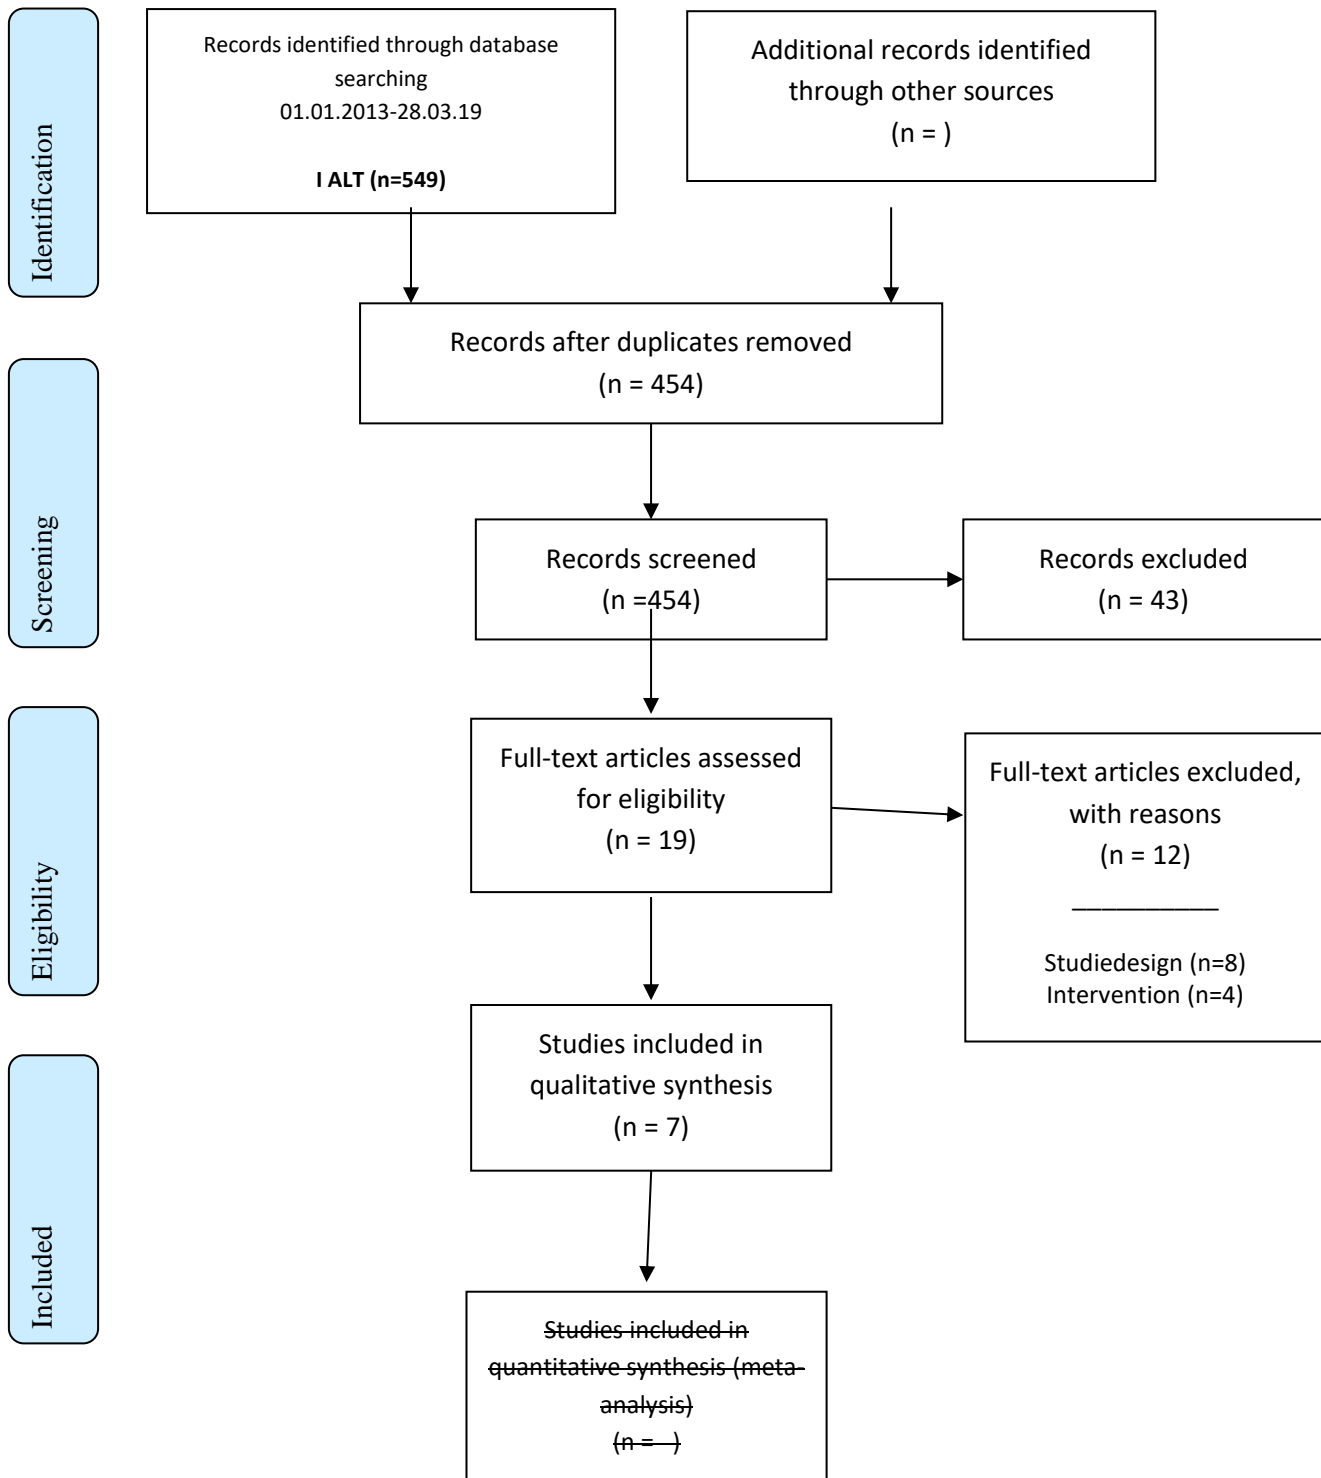 Identification
Records identified through database
searching
01.01.2013-28.03.19
I ALT (n=549)
Additional records identified
through other sources
(n = )
Records after duplicates removed
(n = 454)
Screening
Records screened
(n =454)
Records excluded
(n = 43)
Eligibility
Full-text articles assessed
for eligibility
(n = 19)
Full-text articles excluded,
with reasons
(n = 12)
__________
Studiedesign (n=8)
Intervention (n=4)
Included
Studies included in
qualitative synthesis
(n = 7)
Studies included in
quantitative synthesis (meta-
analysis)
(n = )